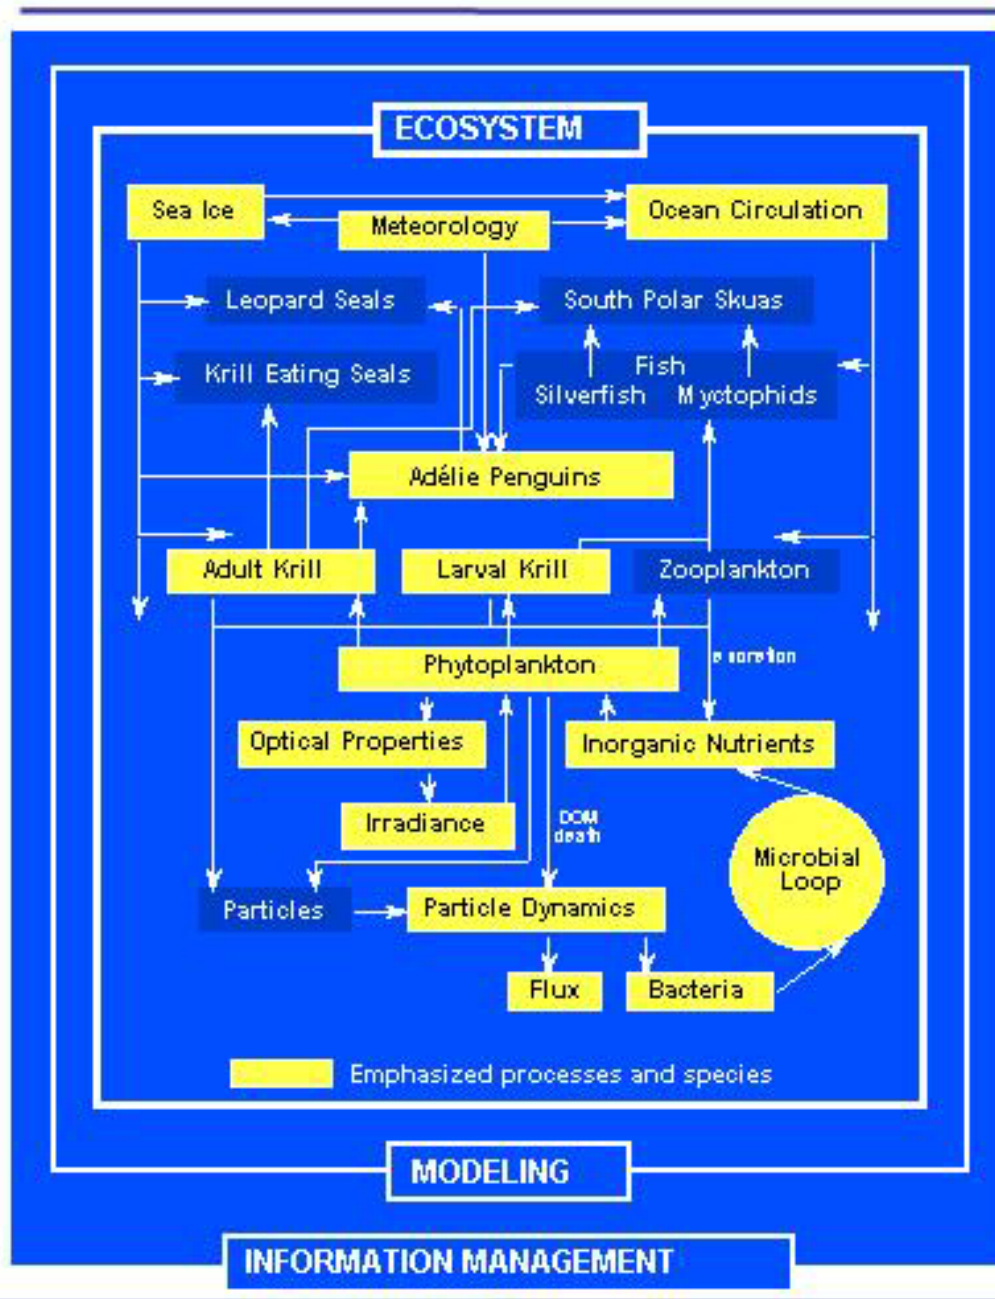 ECOSYSTEM
Sea Ice
Meteorology
Ocean Circulation
Leopard Seals
South Polar Skuas
Krill Eating Seals
Fish
Silverfish Myctophids
Adélie Penguins
Adult Krill
Larval Krill
Zooplankton
Phytoplankton
excretion
Optical Properties
Inorganic Nutrients
Irradiance
DOM
death
Microbial
Loop
Particles
Particle Dynamics
Flux
Bacteria
Emphasized processes and species
MODELING
INFORMATION MANAGEMENT